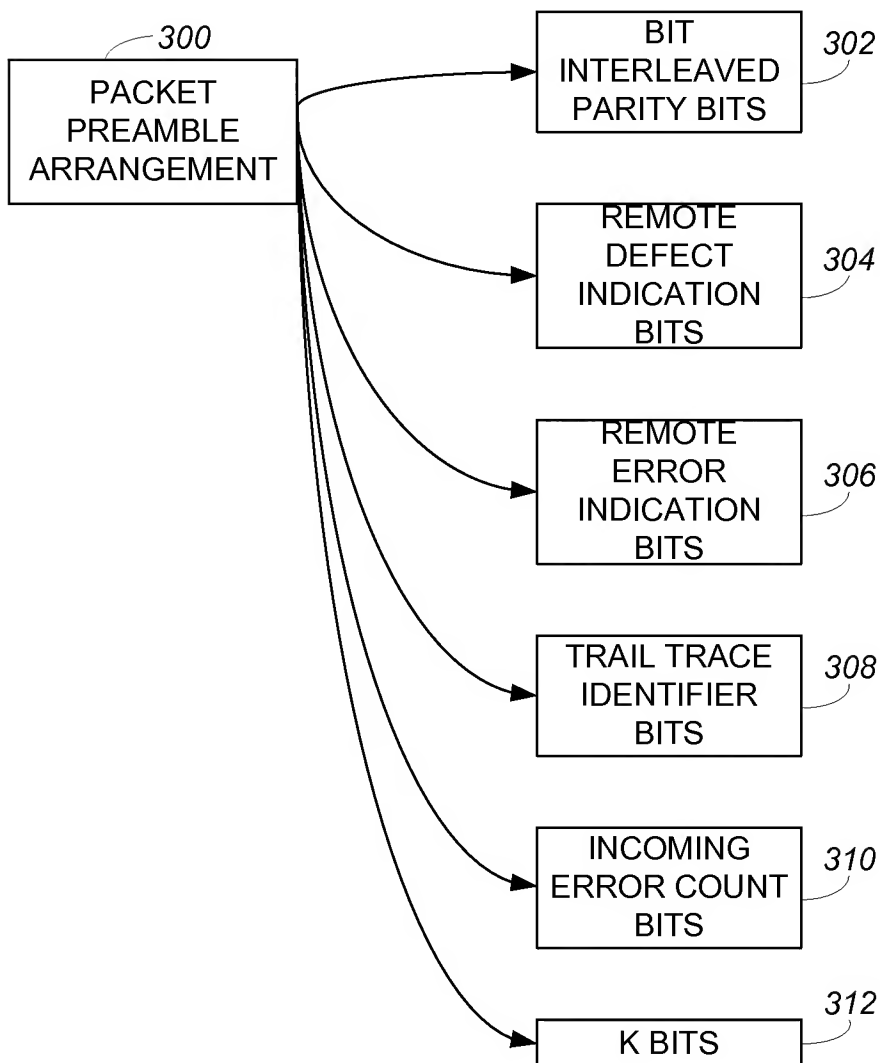 300
PACKET
PREAMBLE
ARRANGEMENT
BIT
INTERLEAVED
PARITY BITS
302
REMOTE
DEFECT
INDICATION
BITS
304
REMOTE
ERROR
INDICATION
BITS
306
TRAIL TRACE
IDENTIFIER
BITS
308
INCOMING
ERROR COUNT
BITS
310
K BITS
312